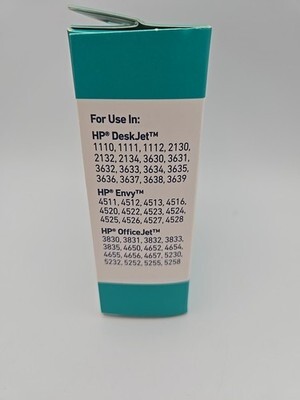 For Use In:
HP® DeskJet™
1110, 1111, 1112, 2130,
2132, 2134, 3630, 3631,
3632, 3633, 3634, 3635,
3636, 3637, 3638, 3639
HP® Envy™
4511, 4512, 4513, 4516,
4520, 4522, 4523, 4524,
4525, 4526, 4527, 4528
HP® OfficeJet™
3830, 3831, 3832, 3833,
3835, 4650, 4652, 4654,
4655, 4656, 4657, 5230,
5232, 5252, 5255, 5258